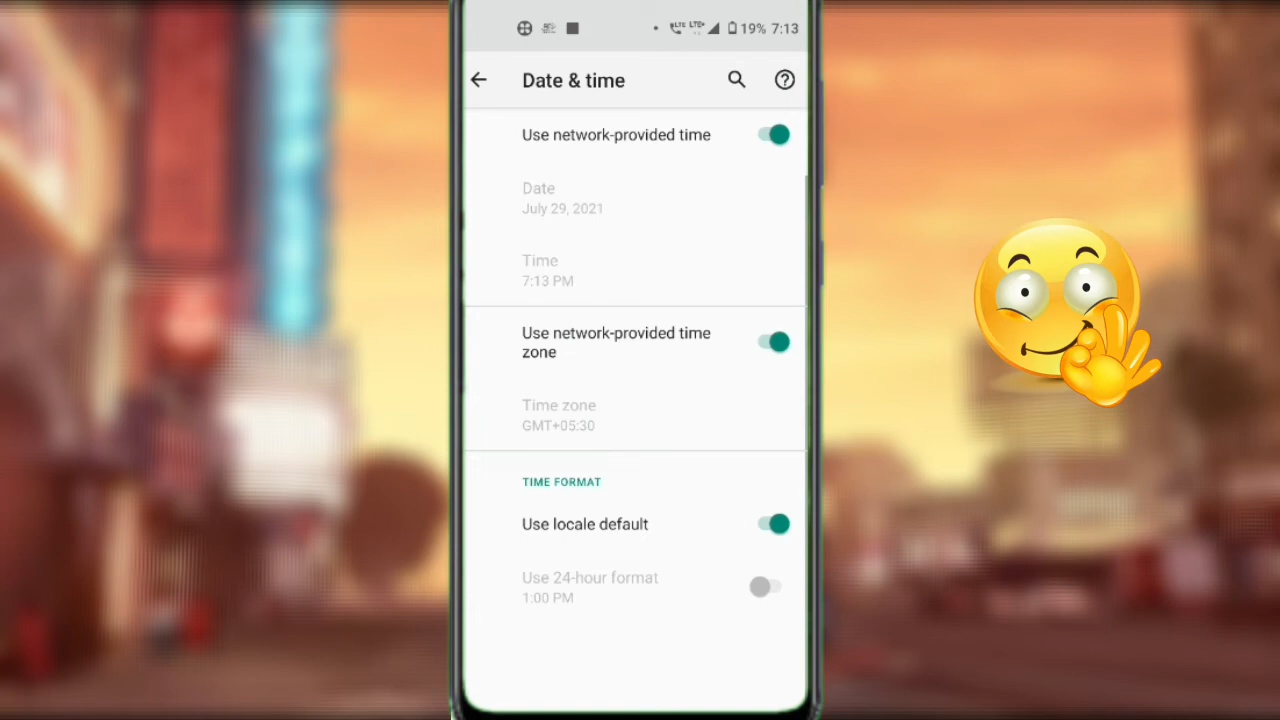 19% 7:13
Date & time
Use network-provided time
Date
July 29, 2021
Time
7:13 PM
Use network-provided time
zone
Time zone
GMT+05:30
TIME FORMAT
Use locale default
Use 24-hour format
1:00 PM